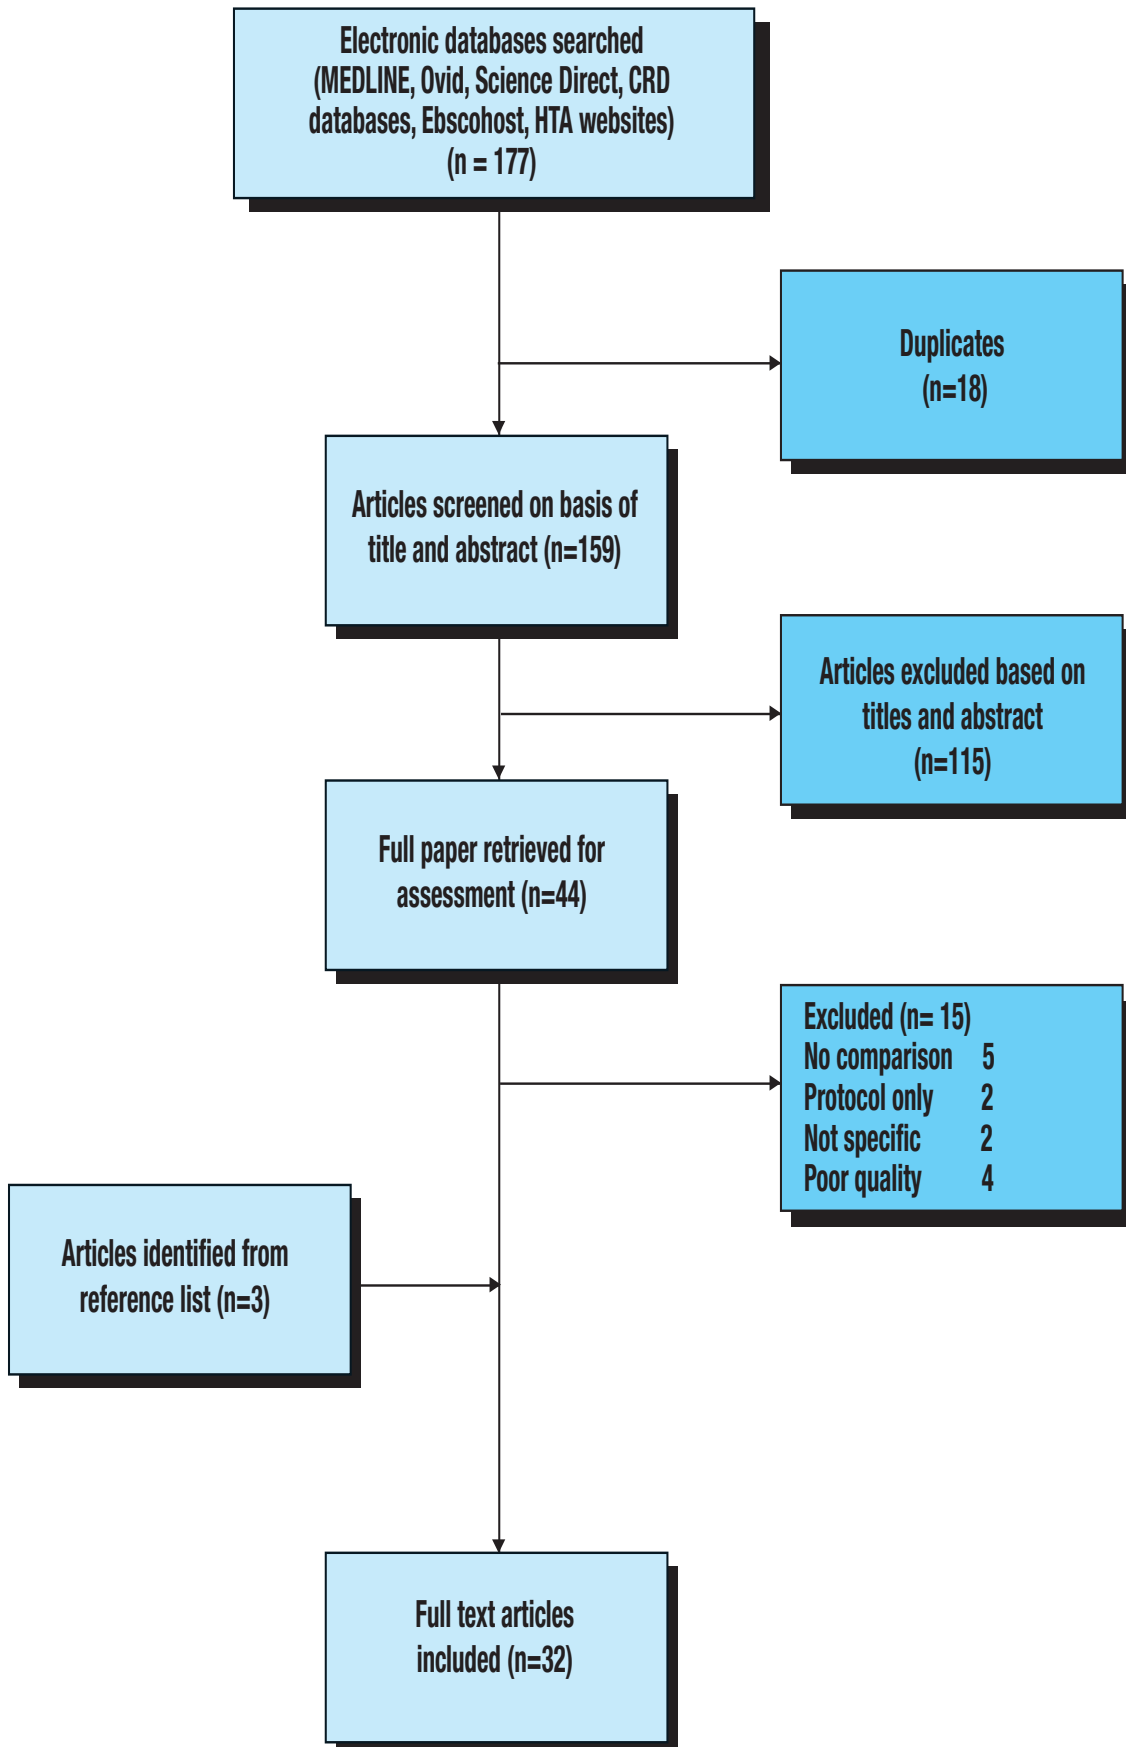 Electronic databases searched
(MEDLINE, Ovid, Science Direct, CRD
databases, Ebscohost, HTA websites)
(n = 177)
Duplicates
(n=18)
Articles screened on basis of
title and abstract (n=159)
Articles excluded based on
titles and abstract
(n=115)
Full paper retrieved for
assessment (n=44)
Excluded (n= 15)
No comparison 5
Protocol only 2
Not specific 2
Poor quality 4
Articles identified from
reference list (n=3)
Full text articles
included (n=32)